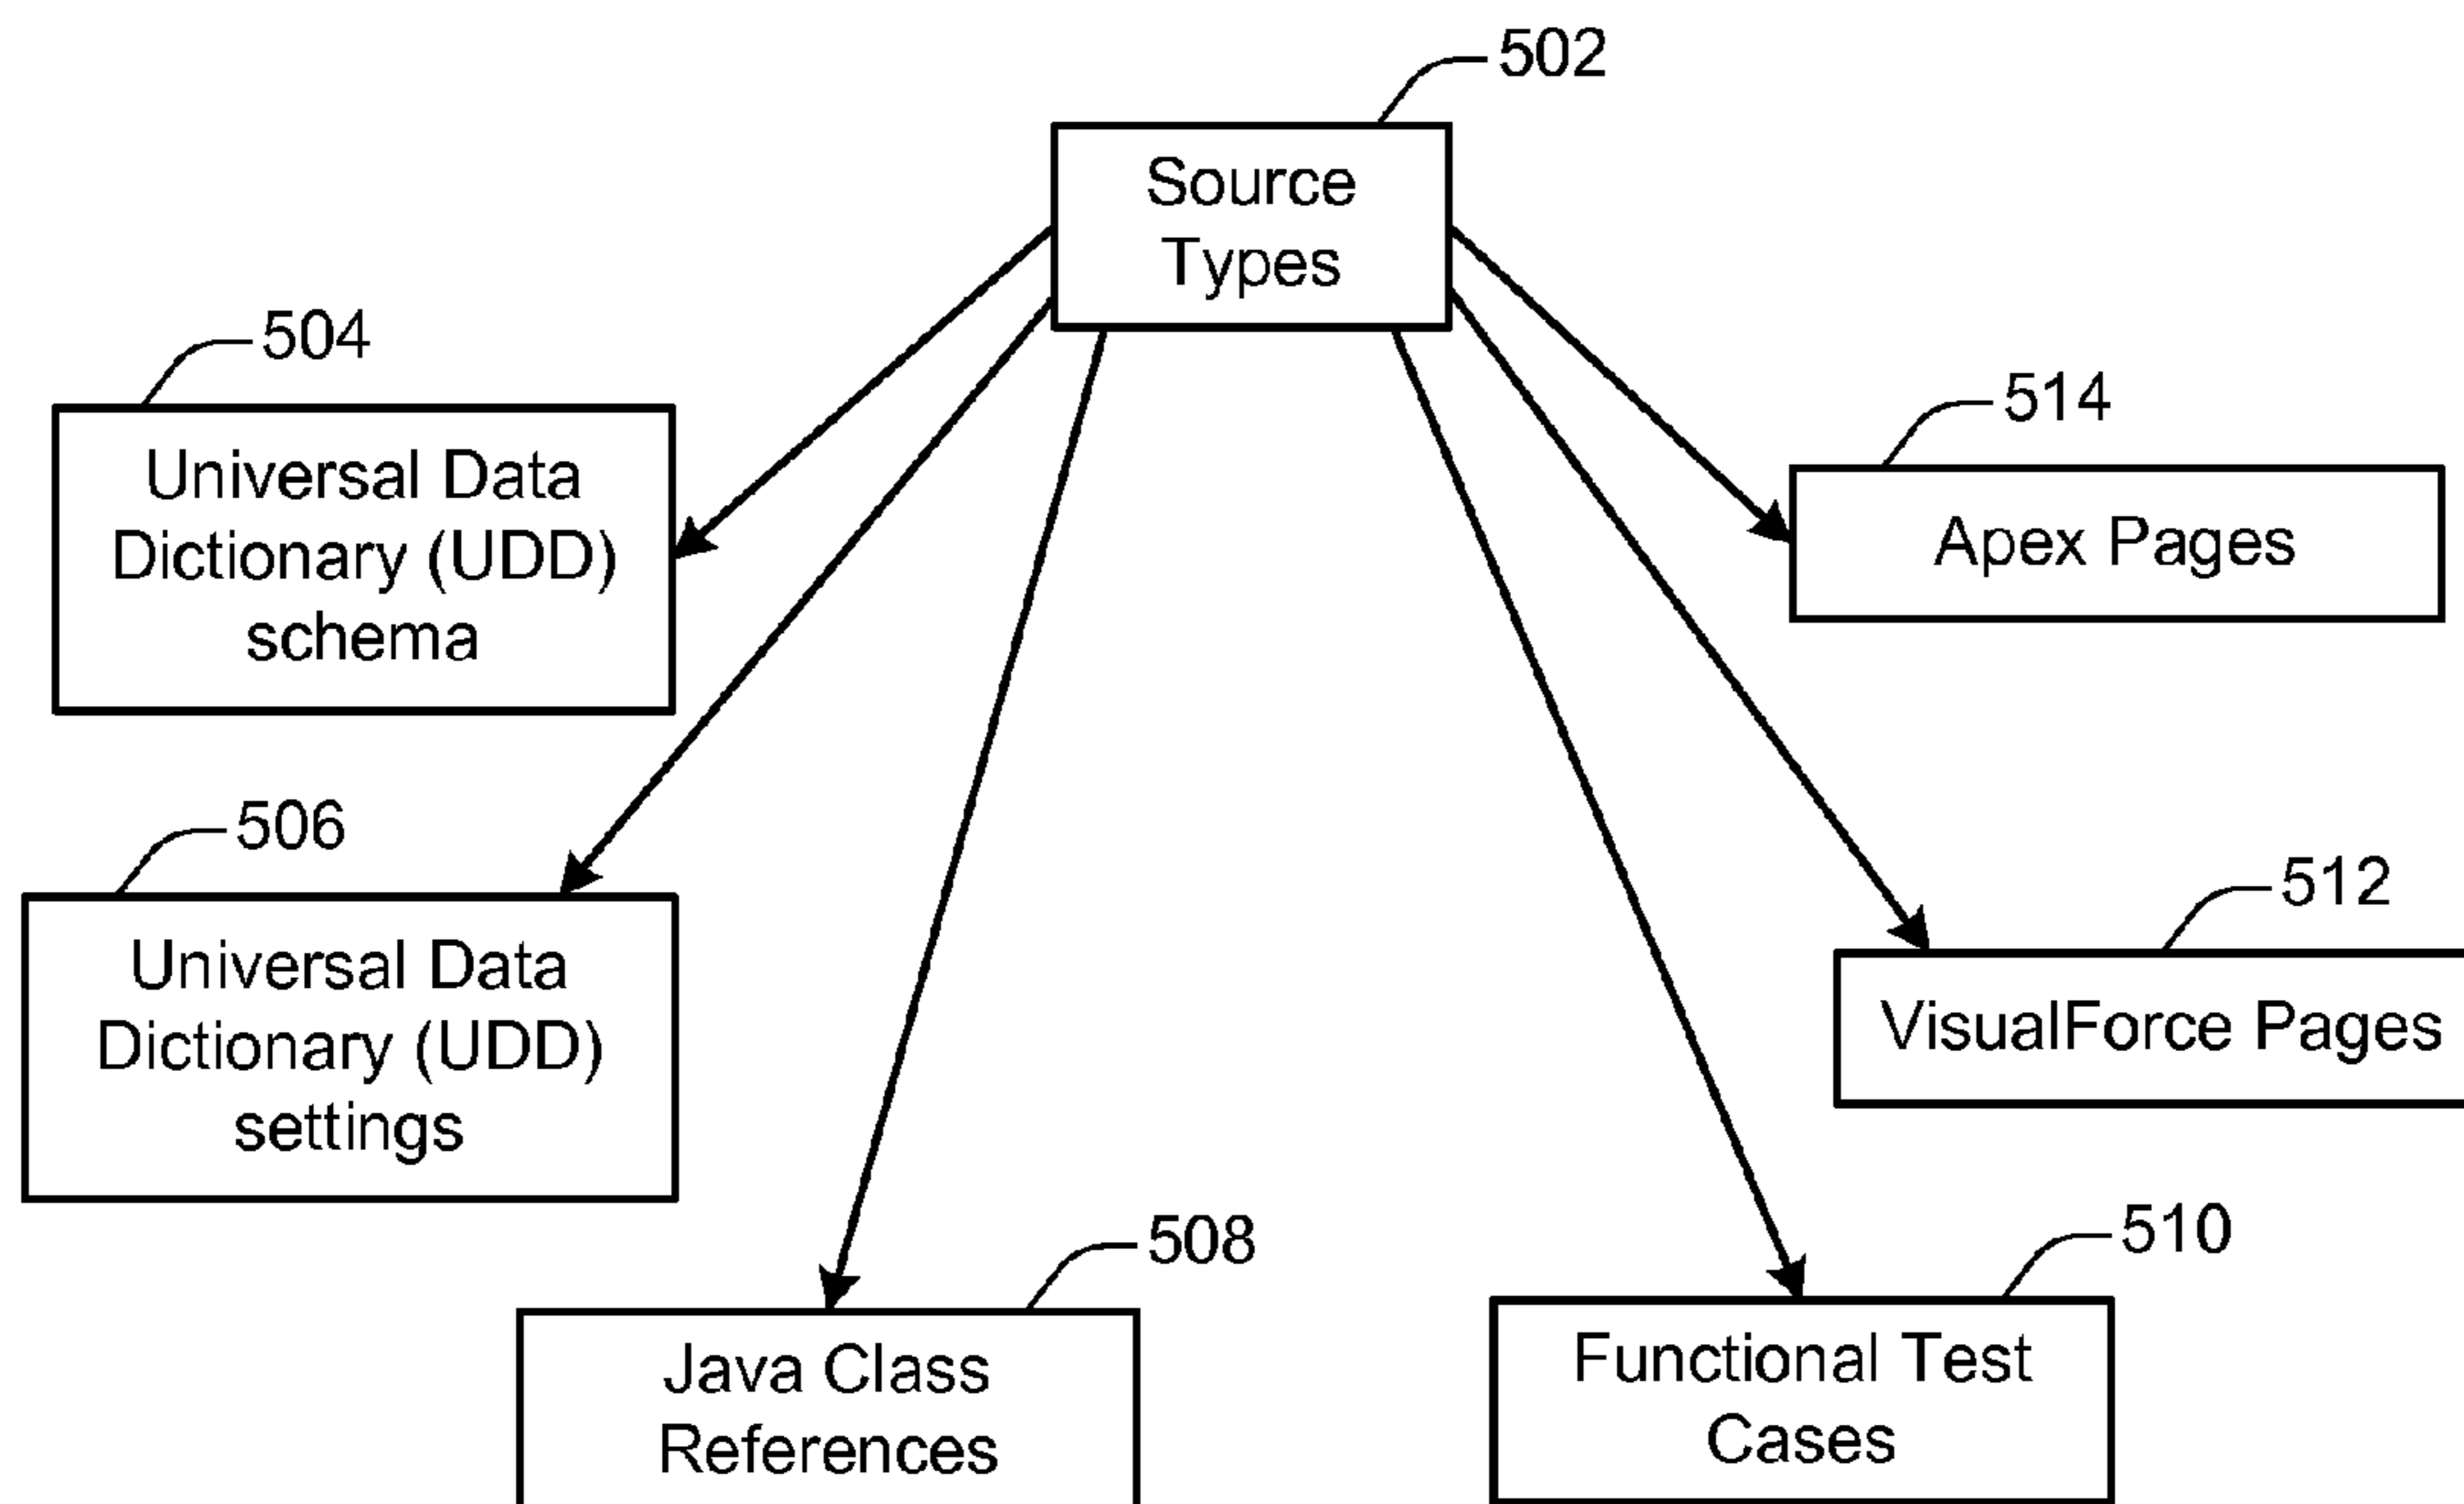 502
Source
Types
504
Universal Data
Dictionary (UDD)
schema
514
Apex Pages
506
Universal Data
Dictionary (UDD)
settings
512
VisualForce Pages
508
Java Class
References
510
Functional Test
Cases